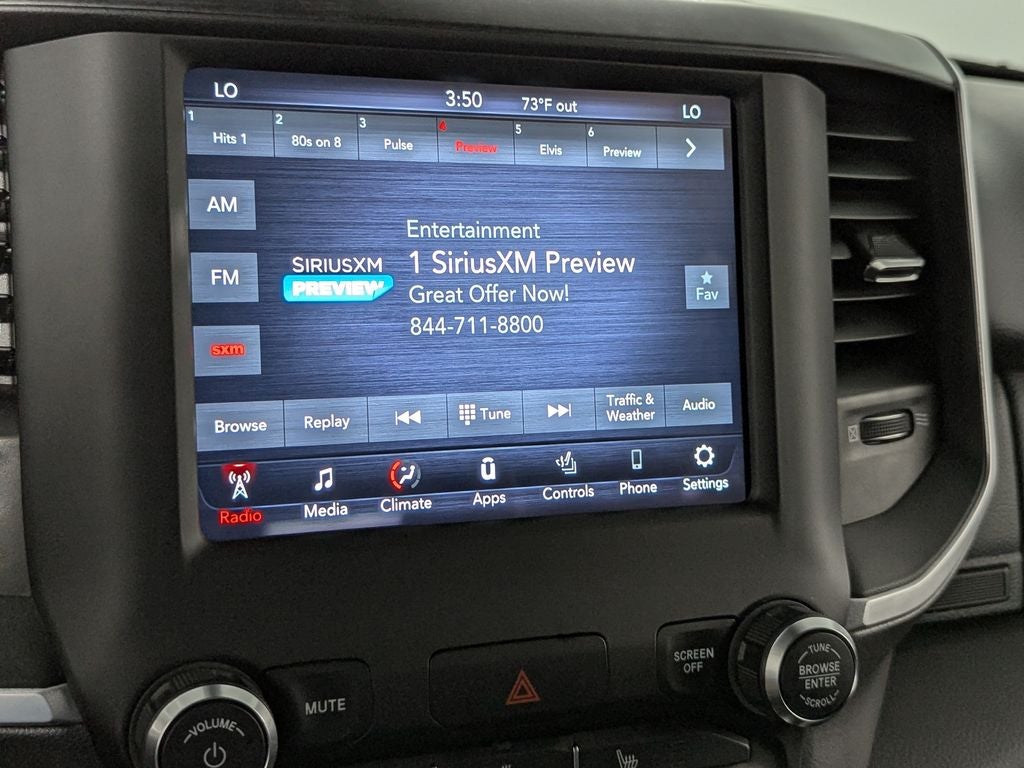 LO 3:50 73°F out LO
1 Hits 1
2 80s on 8
3 Pulse
4 Preview
5 Elvis
6 Preview
AM
FM
sxm
SIRIUSXM
PREVIEW
Entertainment
1 SiriusXM Preview
Great Offer Now!
844-711-8800
Fav
Browse
Replay
Tune
Traffic &
Weather
Audio
Radio
Media
Climate
Apps
Controls
Phone
Settings
VOLUME
MUTE
SCREEN
OFF
TUNE
BROWSE
ENTER
SCROLL